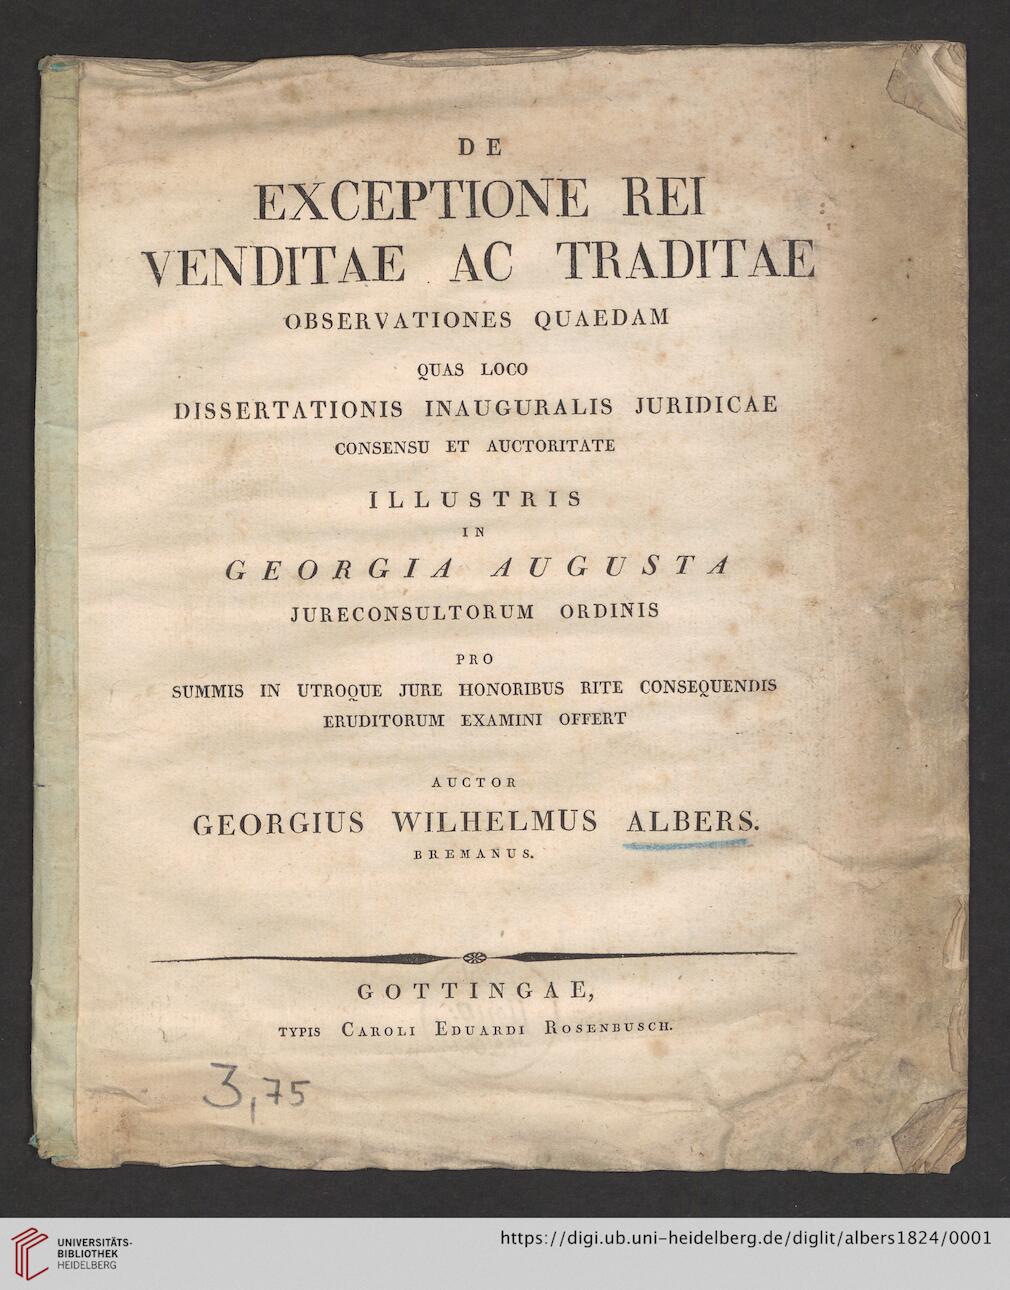 DE
EXCEPTIONE REI
VENDITAE AC TRADITAE
OBSERVATIONES QUAEDAM
QUAS LOCO
DISSERTATIONIS INAUGURALIS JURIDICAE
CONSENSU ET AUCTORITATE
ILLUSTRIS
IN
GEORGIA AUGUSTA
JURECONSULTORUM ORDINIS
PRO
SUMMIS IN UTROQUE JURE HONORIBUS RITE CONSEQUENDIS
ERUDITORUM EXAMINI OFFERT
AUCTOR
GEORGIUS WILHELMUS ALBERS.
BREMANUS.
GOTTINGAE,
TYPIS CAROLI EDUARDI ROSENBUSCH.
3,75
UNIVERSITÄTS-
BIBLIOTHEK
HEIDELBERG
https://digi.ub.uni-heidelberg.de/diglit/albers1824/0001